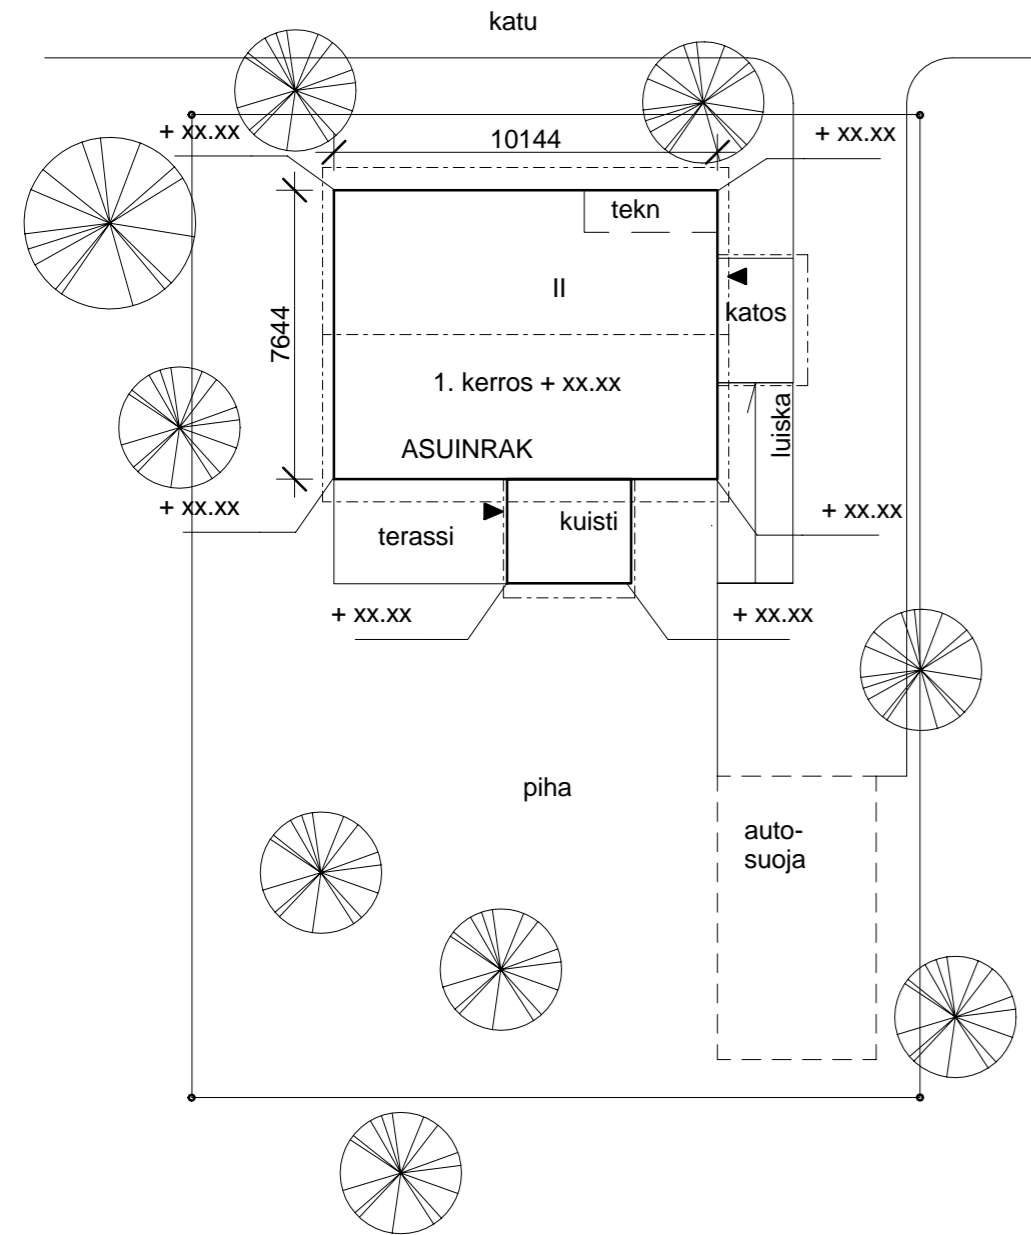 katu
+ xx.xx
10144
+ xx.xx
tekn
II
katos
7644
1. kerros + xx.xx
luiska
ASUINRAK
+ xx.xx
terassi
kuisti
+ xx.xx
+ xx.xx
+ xx.xx
piha
auto-
suoja